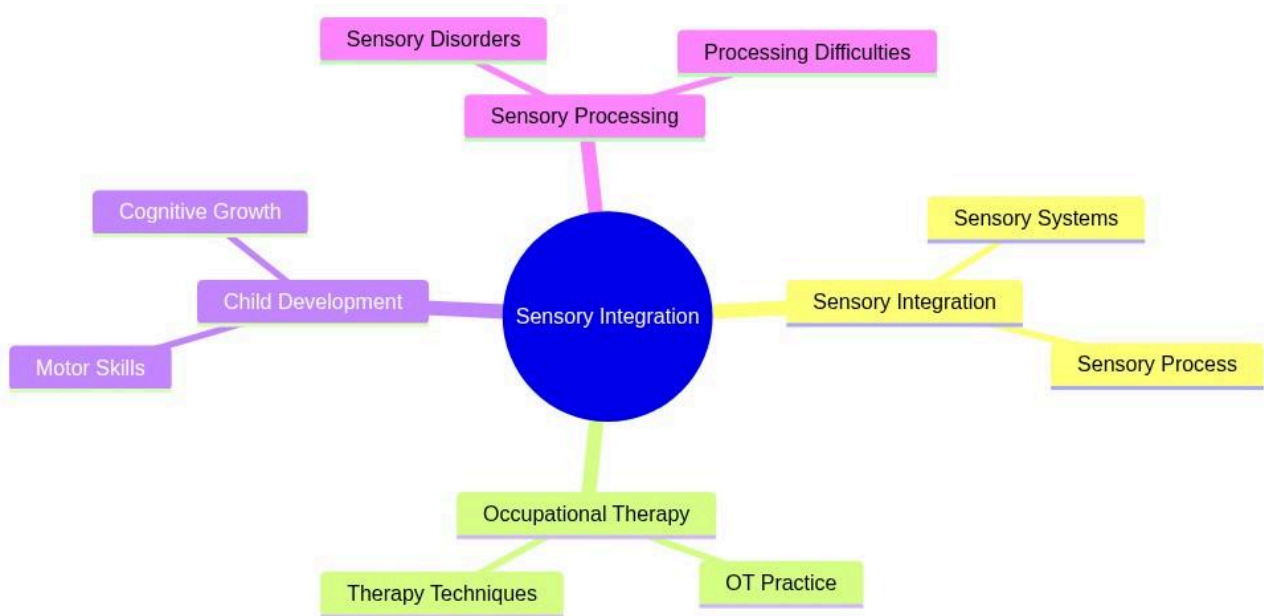 Sensory Disorders
Processing Difficulties
Sensory Processing
Cognitive Growth
Sensory Systems
Child Development
Sensory Integration
Sensory Integration
Motor Skills
Sensory Process
Occupational Therapy
Therapy Techniques
OT Practice